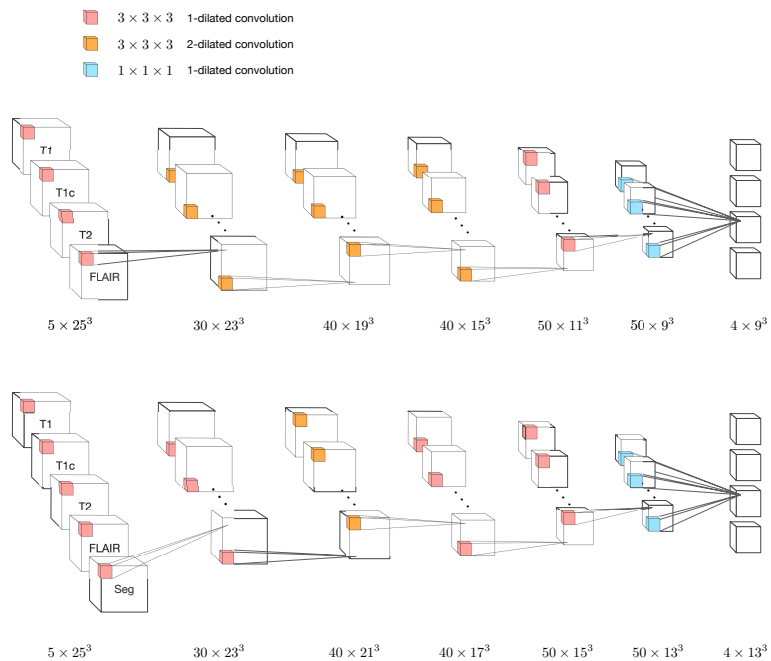 3 × 3 × 3 1-dilated convolution
3 × 3 × 3 2-dilated convolution
1 × 1 × 1 1-dilated convolution
T1
T1c
T2
FLAIR
5 × 25³ 30 × 23³ 40 × 19³ 40 × 15³ 50 × 11³ 50 × 9³ 4 × 9³
T1
T1c
T2
FLAIR
Seg
5 × 25³ 30 × 23³ 40 × 21³ 40 × 17³ 50 × 15³ 50 × 13³ 4 × 13³